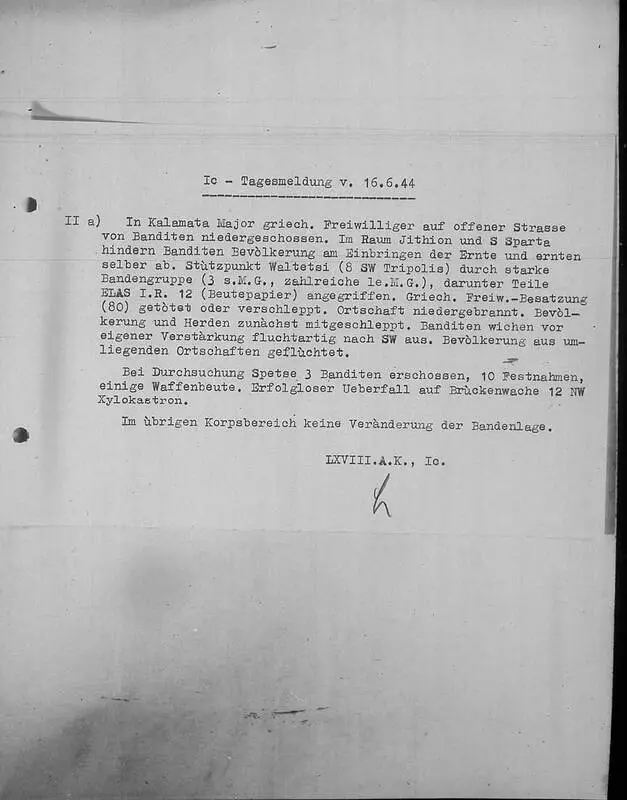 Ic - Tagesmeldung v. 16.6.44
II a) In Kalamata Major griech. Freiwilliger auf offener Strasse
von Banditen niedergeschossen. Im Raum Jithion und S Sparta
hindern Banditen Bevölkerung am Einbringen der Ernte und ernten
selber ab. Stützpunkt Waltetsi (8 SW Tripolis) durch starke
Bandengruppe (3 s.M.G., zahlreiche le.M.G.), darunter Teile
ELAS I.R. 12 (Beutepapier) angegriffen. Griech. Freiw.-Besatzung
(80) getötet oder verschleppt. Ortschaft niedergebrannt. Bevöl-
kerung und Herden zunächst mitgeschleppt. Banditen wichen vor
eigener Verstärkung fluchtartig nach SW aus. Bevölkerung aus um-
liegenden Ortschaften geflüchtet.
Bei Durchsuchung Spetse 3 Banditen erschossen, 10 Festnahmen,
einige Waffenbeute. Erfolgloser Ueberfall auf Brückenwache 12 NW
Xylokastron.
Im übrigen Korpsbereich keine Veränderung der Bandenlage.
LXVIII.A.K., Ic.